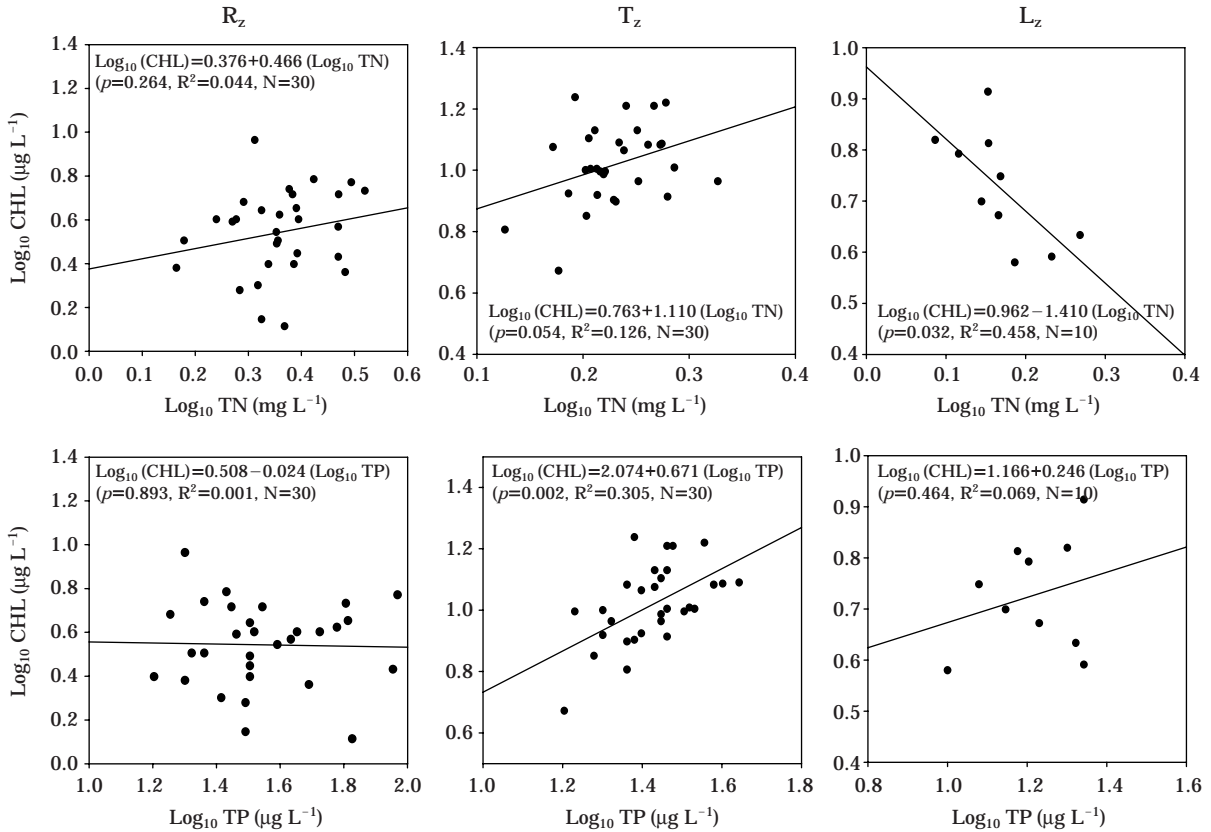 R_z
T_z
L_z
Log₁₀ CHL (μg L⁻¹)
1.4
1.2
1.0
0.8
0.6
0.4
0.2
0.0
Log₁₀ (CHL)=0.376+0.466 (Log₁₀ TN)
(p=0.264, R²=0.044, N=30)
0.0 0.1 0.2 0.3 0.4 0.5 0.6
Log₁₀ TN (mg L⁻¹)
1.4
1.2
1.0
0.8
0.6
0.4
Log₁₀ (CHL)=0.763+1.110 (Log₁₀ TN)
(p=0.054, R²=0.126, N=30)
0.1 0.2 0.3 0.4
Log₁₀ TN (mg L⁻¹)
1.0
0.9
0.8
0.7
0.6
0.5
0.4
Log₁₀ (CHL)=0.962−1.410 (Log₁₀ TN)
(p=0.032, R²=0.458, N=10)
0.0 0.1 0.2 0.3 0.4
Log₁₀ TN (mg L⁻¹)
Log₁₀ CHL (μg L⁻¹)
1.4
1.2
1.0
0.8
0.6
0.4
0.2
0.0
Log₁₀ (CHL)=0.508−0.024 (Log₁₀ TP)
(p=0.893, R²=0.001, N=30)
1.0 1.2 1.4 1.6 1.8 2.0
Log₁₀ TP (μg L⁻¹)
1.4
1.2
1.0
0.8
0.6
Log₁₀ (CHL)=2.074+0.671 (Log₁₀ TP)
(p=0.002, R²=0.305, N=30)
1.0 1.2 1.4 1.6 1.8
Log₁₀ TP (μg L⁻¹)
1.0
0.9
0.8
0.7
0.6
0.5
0.4
Log₁₀ (CHL)=1.166+0.246 (Log₁₀ TP)
(p=0.464, R²=0.069, N=10)
0.8 1.0 1.2 1.4 1.6
Log₁₀ TP (μg L⁻¹)